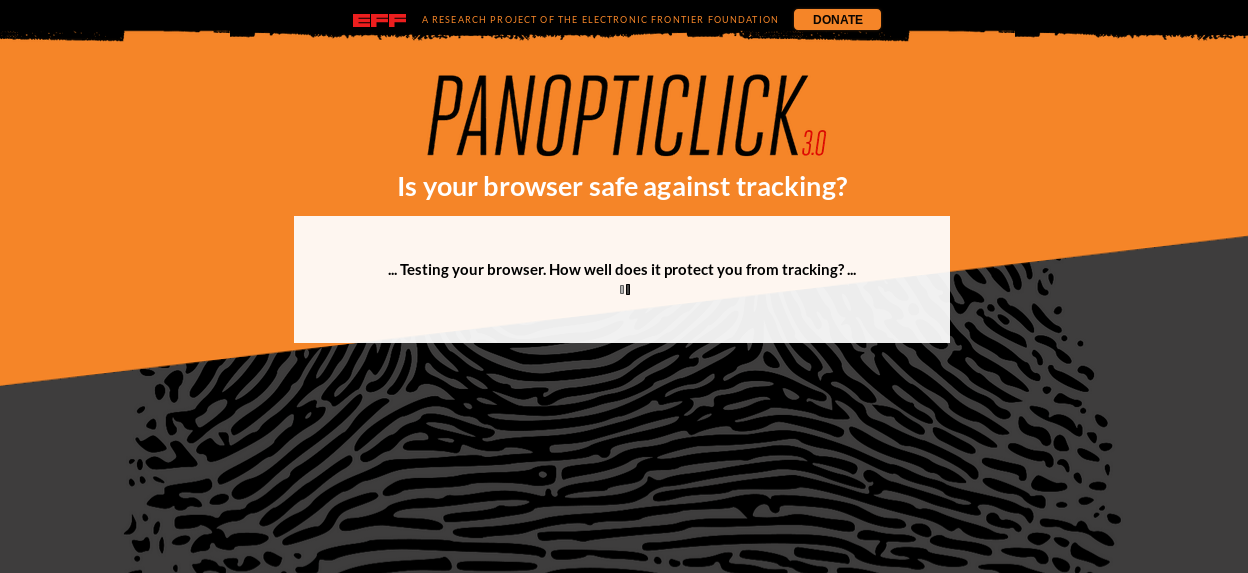 EFF A RESEARCH PROJECT OF THE ELECTRONIC FRONTIER FOUNDATION DONATE
PANOPTICLICK 3.0
Is your browser safe against tracking?
... Testing your browser. How well does it protect you from tracking? ...